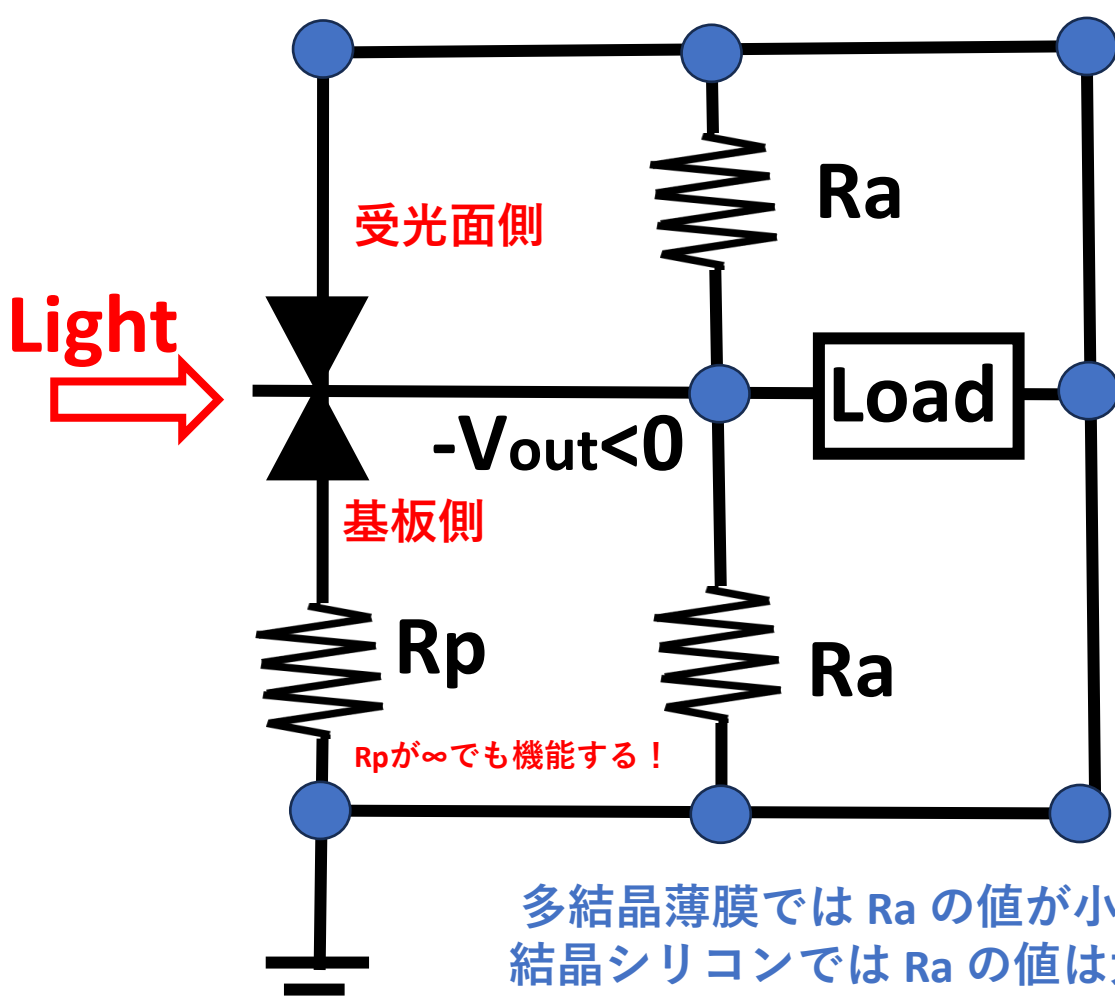 受光面側
Ra
Light
Load
-Vout<0
基板側
Rp
Ra
Rpが∞でも機能する！
多結晶薄膜では Ra の値が小
結晶シリコンでは Ra の値は